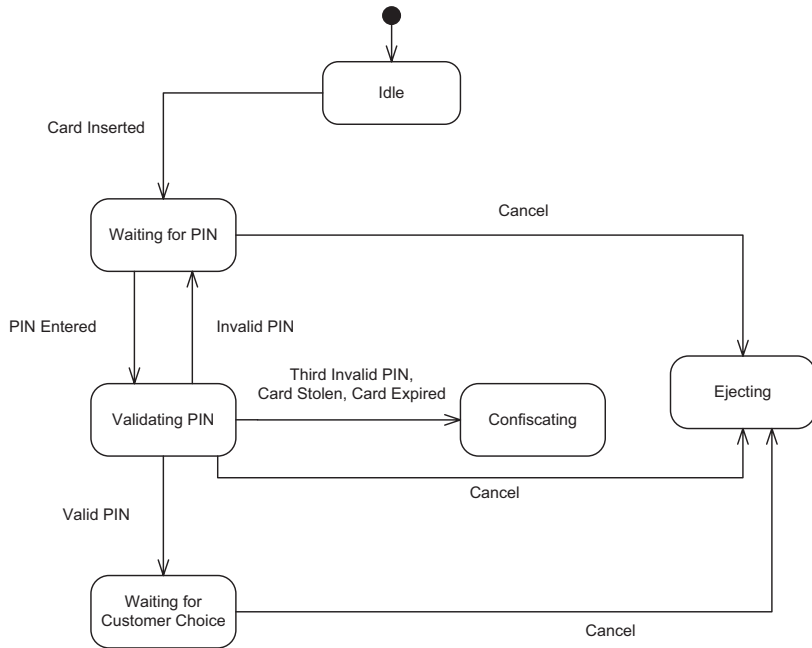 Idle
Card Inserted
Cancel
Waiting for PIN
PIN Entered
Invalid PIN
Third Invalid PIN,
Card Stolen, Card Expired
Ejecting
Validating PIN
Confiscating
Cancel
Valid PIN
Waiting for
Customer Choice
Cancel